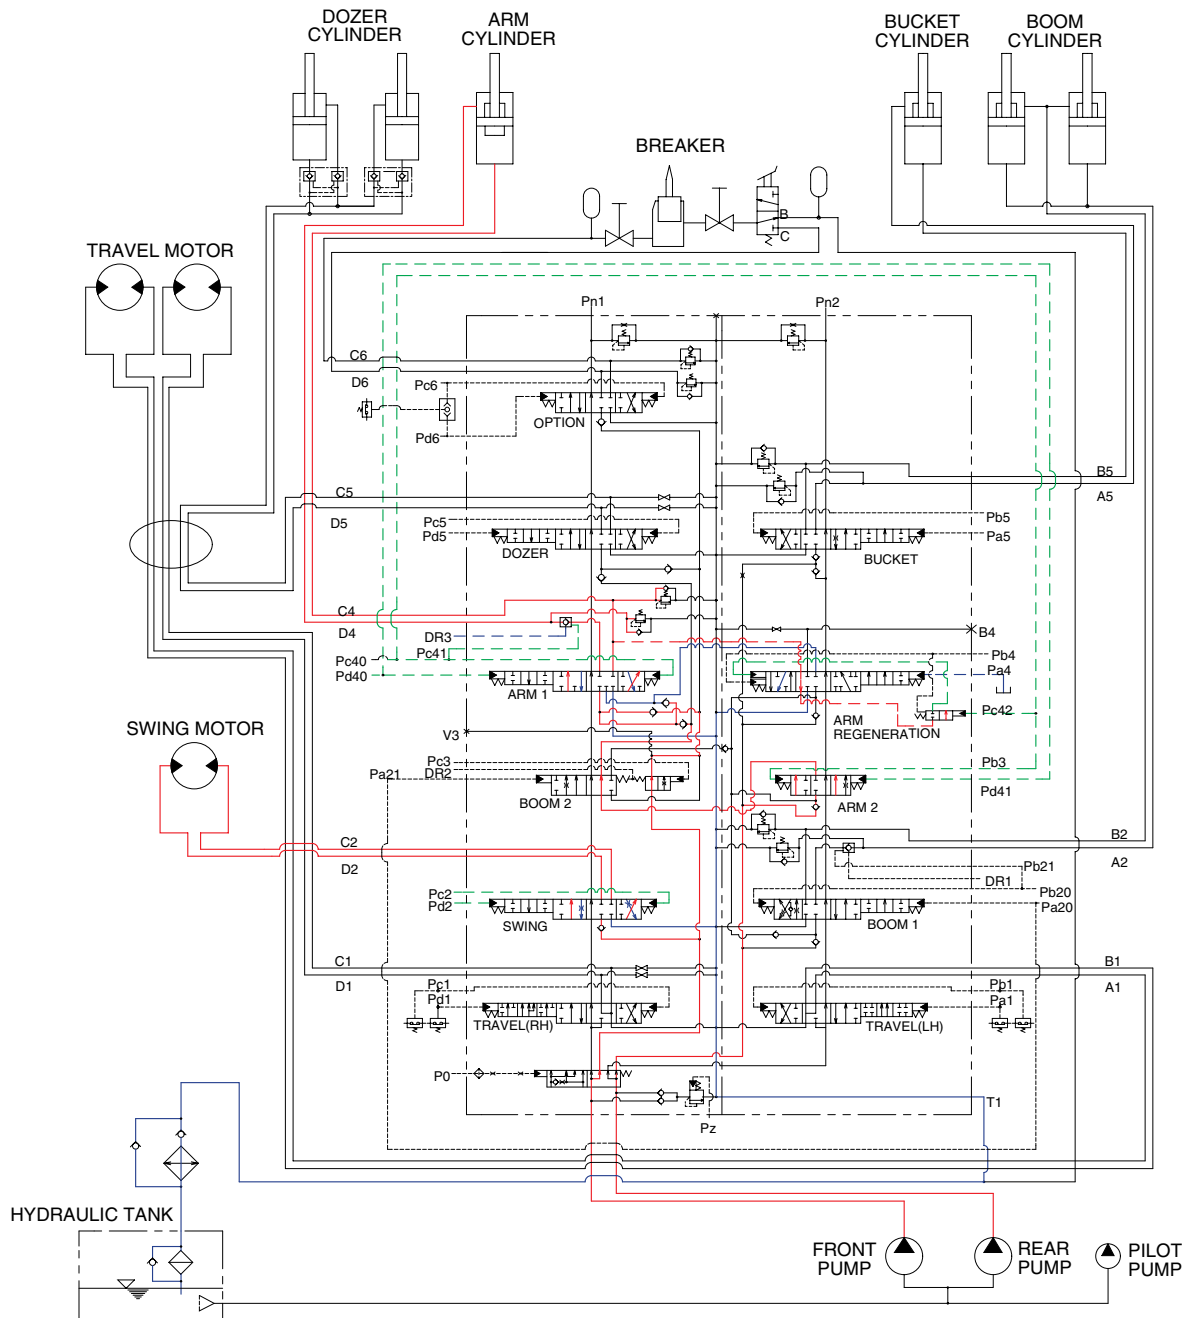 DOZER
CYLINDER
ARM
CYLINDER
BUCKET
CYLINDER
BOOM
CYLINDER
BREAKER
B
C
TRAVEL MOTOR
Pn1
Pn2
C6
D6
Pc6
Pd6
OPTION
C5
D5
Pc5
Pd5
DOZER
B5
A5
Pb5
Pa5
BUCKET
C4
D4
DR3
Pc41
Pc40
Pd40
ARM 1
B4
Pb4
Pa4
Pc42
ARM
REGENERATION
SWING MOTOR
V3
Pc3
DR2
Pa21
BOOM 2
Pb3
Pd41
ARM 2
C2
D2
B2
A2
Pb21
DR1
Pc2
Pd2
SWING
Pb20
Pa20
BOOM 1
C1
D1
Pc1
Pd1
TRAVEL(RH)
B1
A1
Pb1
Pa1
TRAVEL(LH)
P0
Pz
T1
HYDRAULIC TANK
FRONT
PUMP
REAR
PUMP
PILOT
PUMP